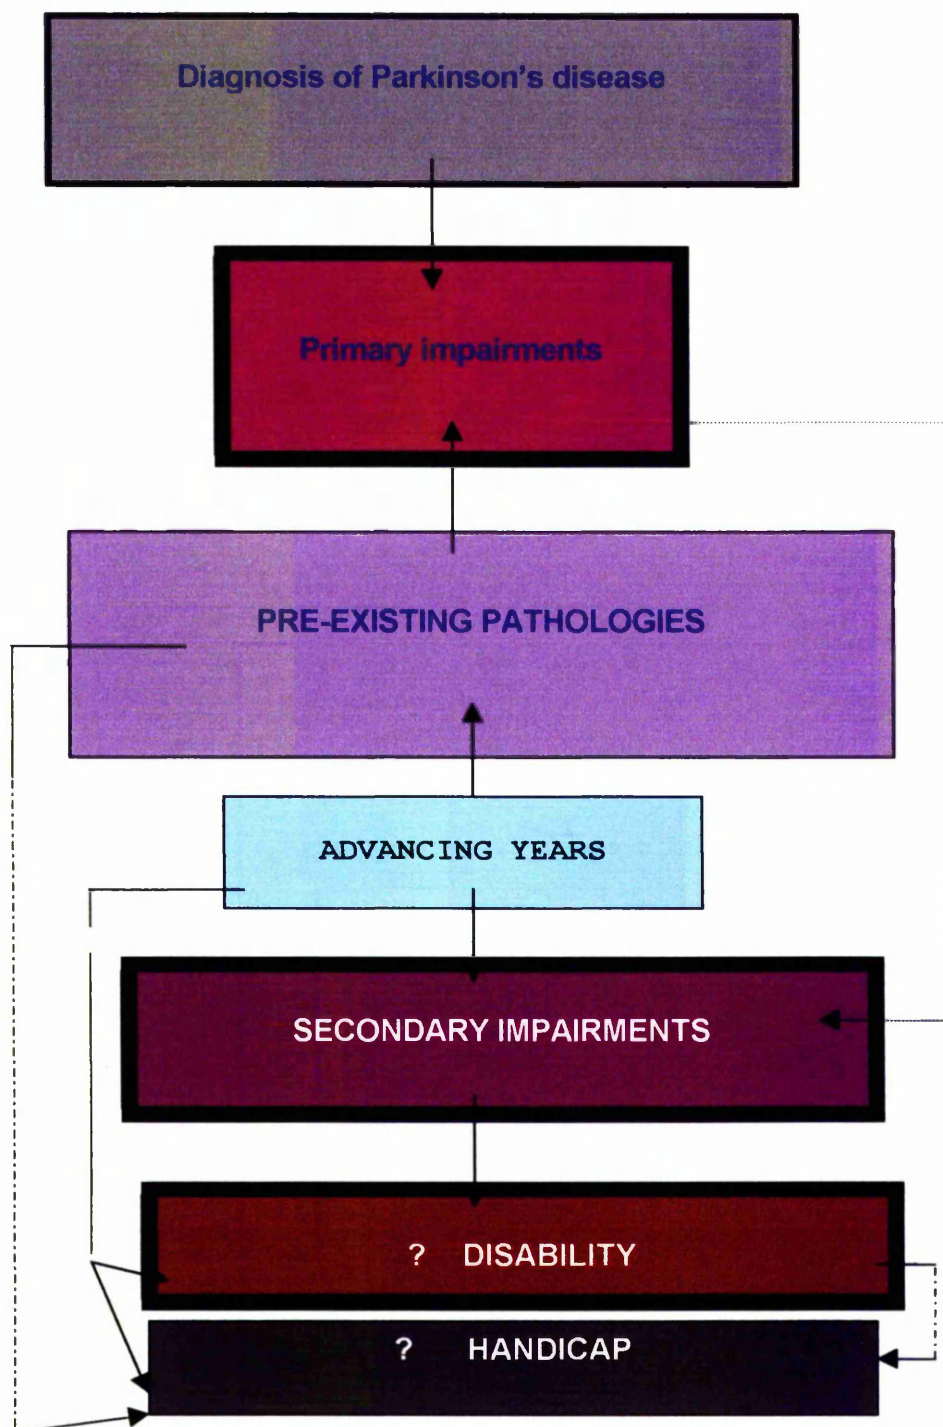 Diagnosis of Parkinson's disease
Primary impairments
PRE-EXISTING PATHOLOGIES
ADVANCING YEARS
SECONDARY IMPAIRMENTS
? DISABILITY
? HANDICAP